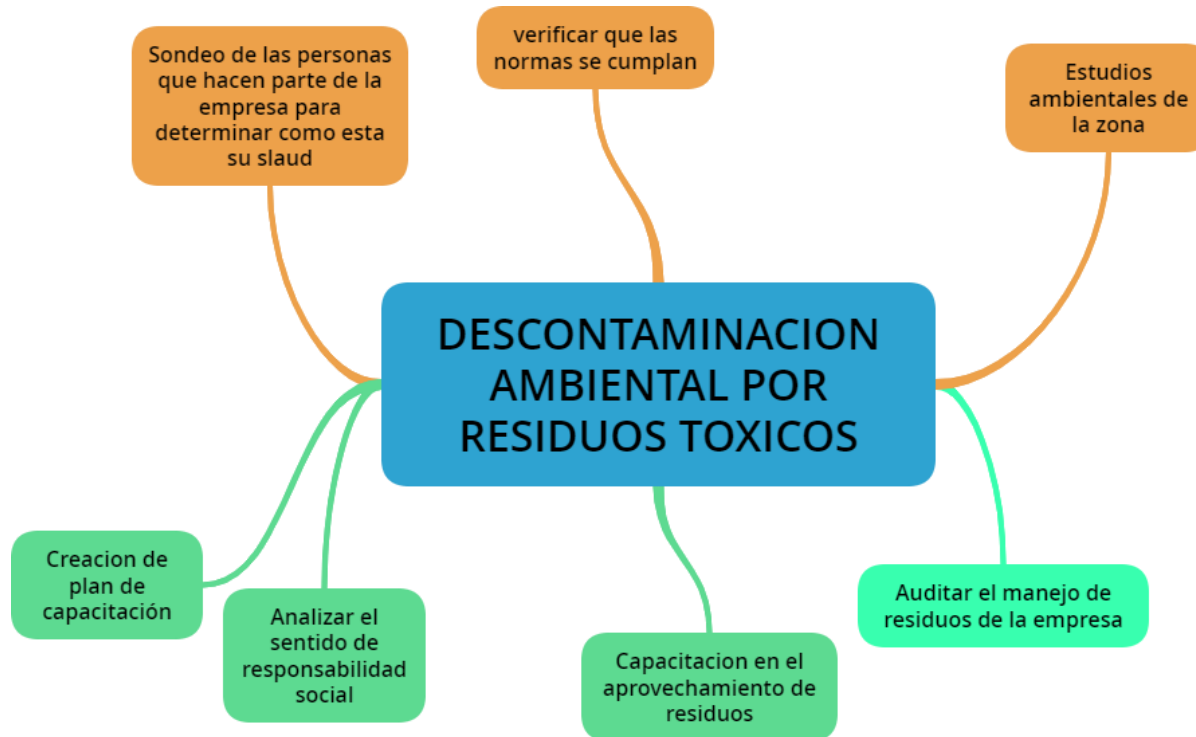 Sondeo de las personas
que hacen parte de la
empresa para
determinar como esta
su slaud
verificar que las
normas se cumplan
Estudios
ambientales de
la zona
DESCONTAMINACION
AMBIENTAL POR
RESIDUOS TOXICOS
Creacion de
plan de
capacitación
Analizar el
sentido de
responsabilidad
social
Capacitacion en el
aprovechamiento de
residuos
Auditar el manejo de
residuos de la empresa